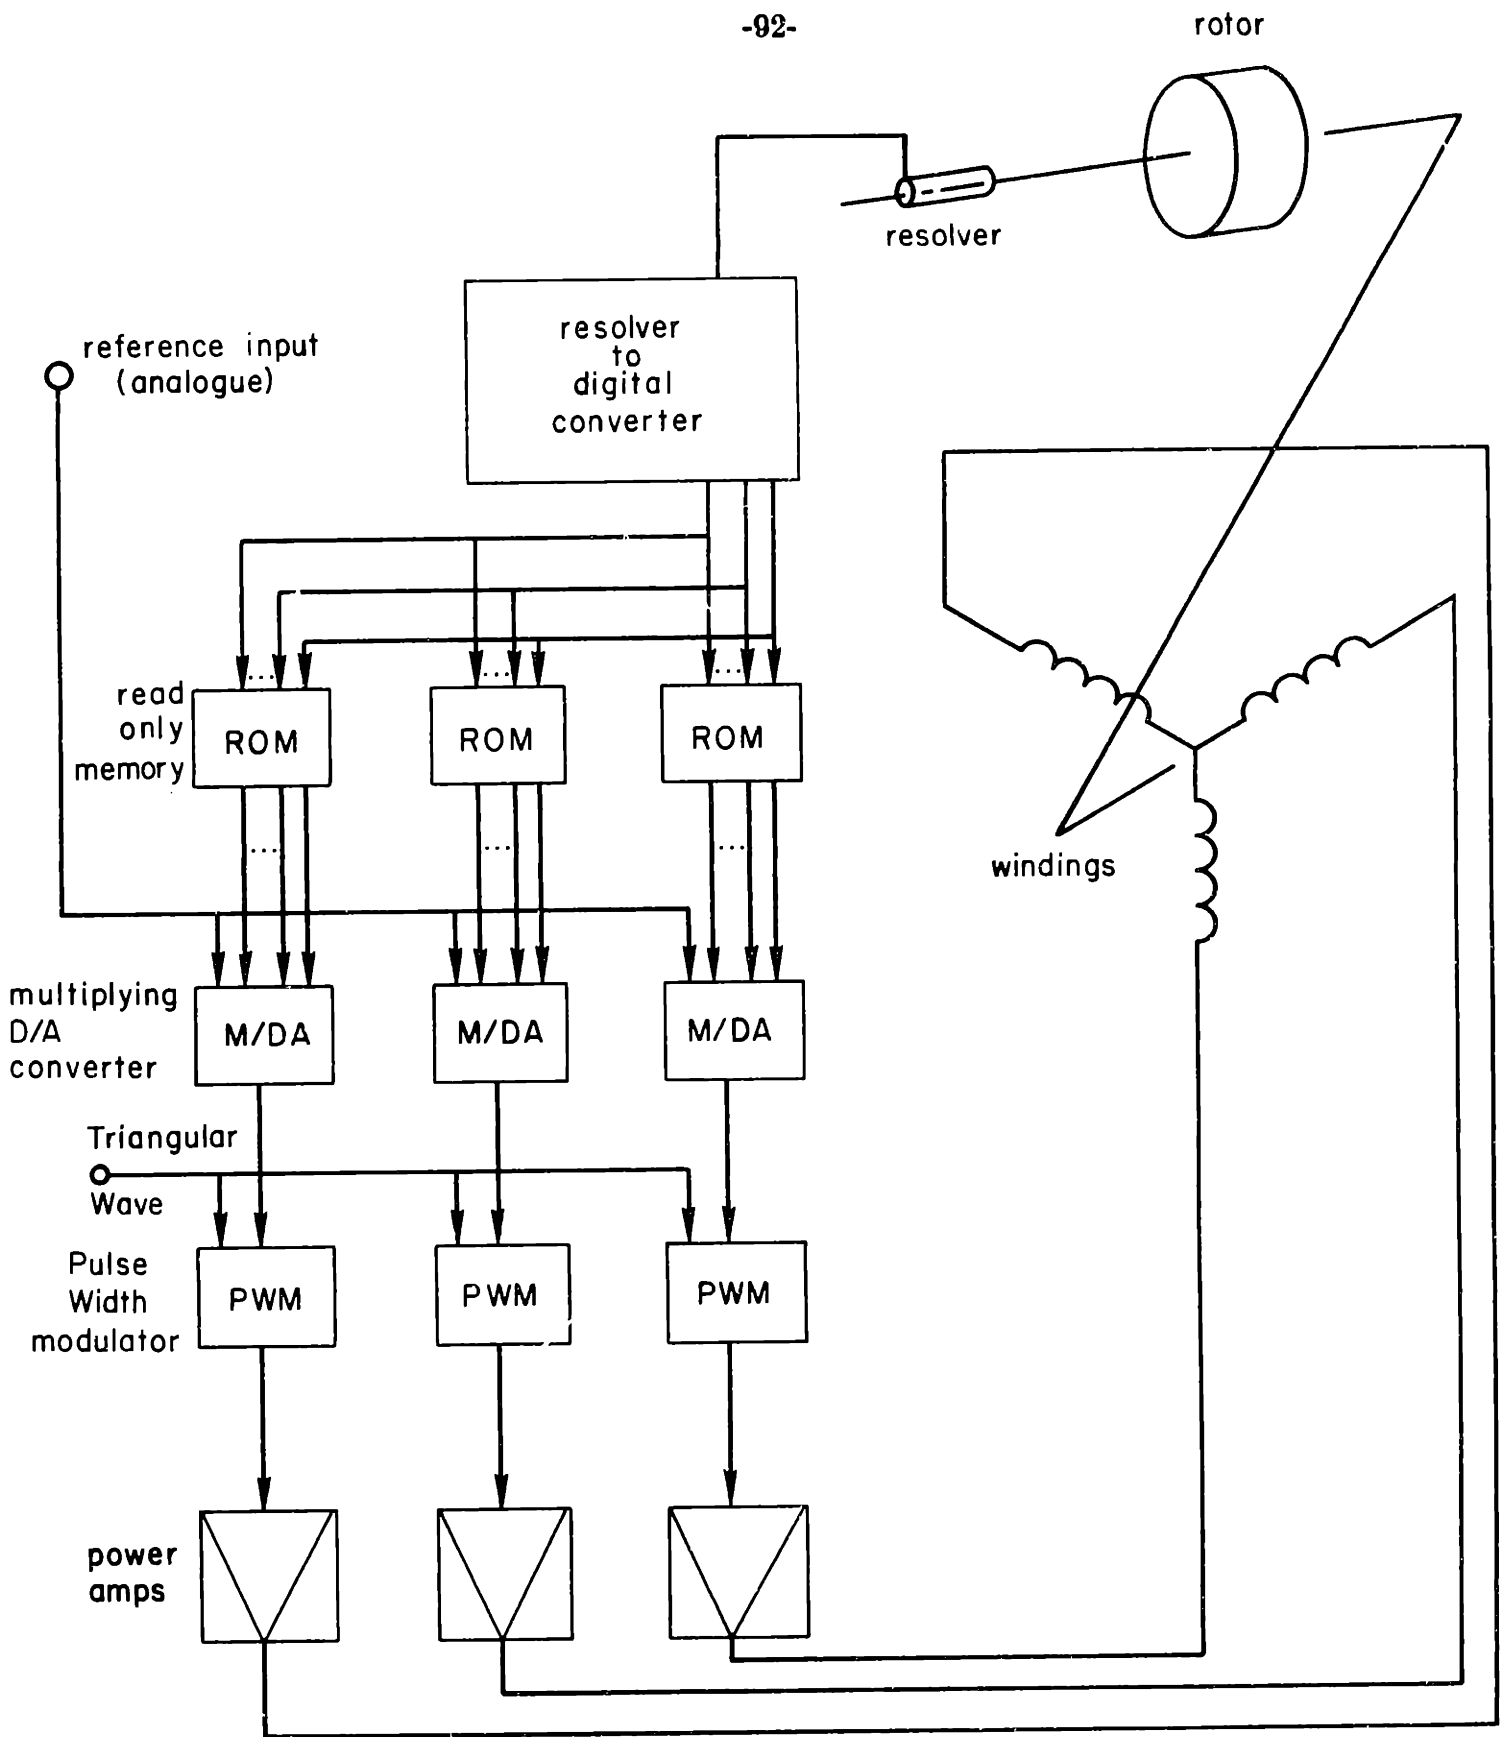 -92-
rotor
resolver
resolver
to
digital
converter
reference input
(analogue)
read
only
memory
ROM
ROM
ROM
windings
multiplying
D/A
converter
M/DA
M/DA
M/DA
Triangular
Wave
Pulse
Width
modulator
PWM
PWM
PWM
power
amps